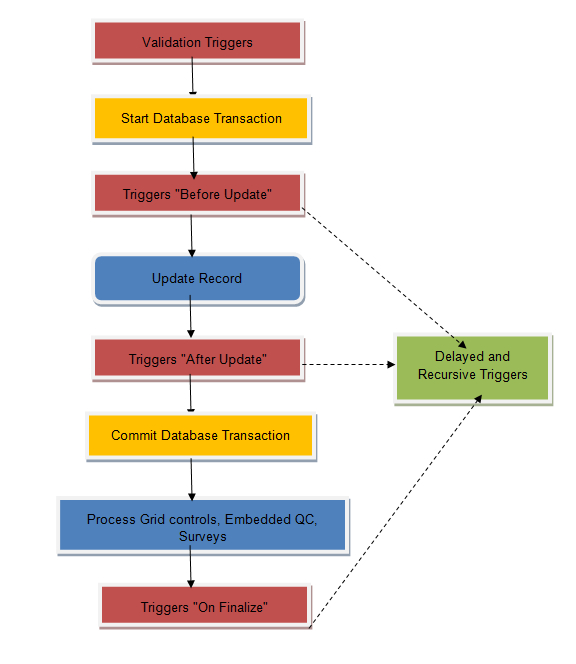 Validation Triggers
Start Database Transaction
Triggers "Before Update"
Update Record
Triggers "After Update"
Delayed and
Recursive Triggers
Commit Database Transaction
Process Grid controls, Embedded QC,
Surveys
Triggers "On Finalize"